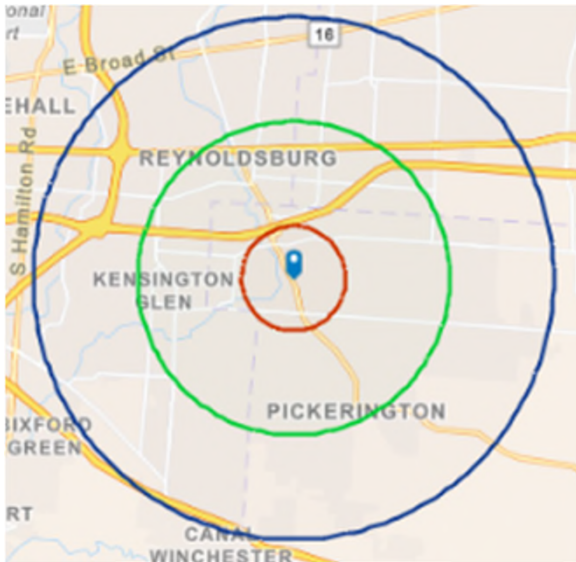 onal
rt
16
E Broad St
EHALL
REYNOLDSBURG
S Hamilton Rd
KENSINGTON
GLEN
PICKERINGTON
BIXFORD
GREEN
RT
CANAL
WINCHESTER